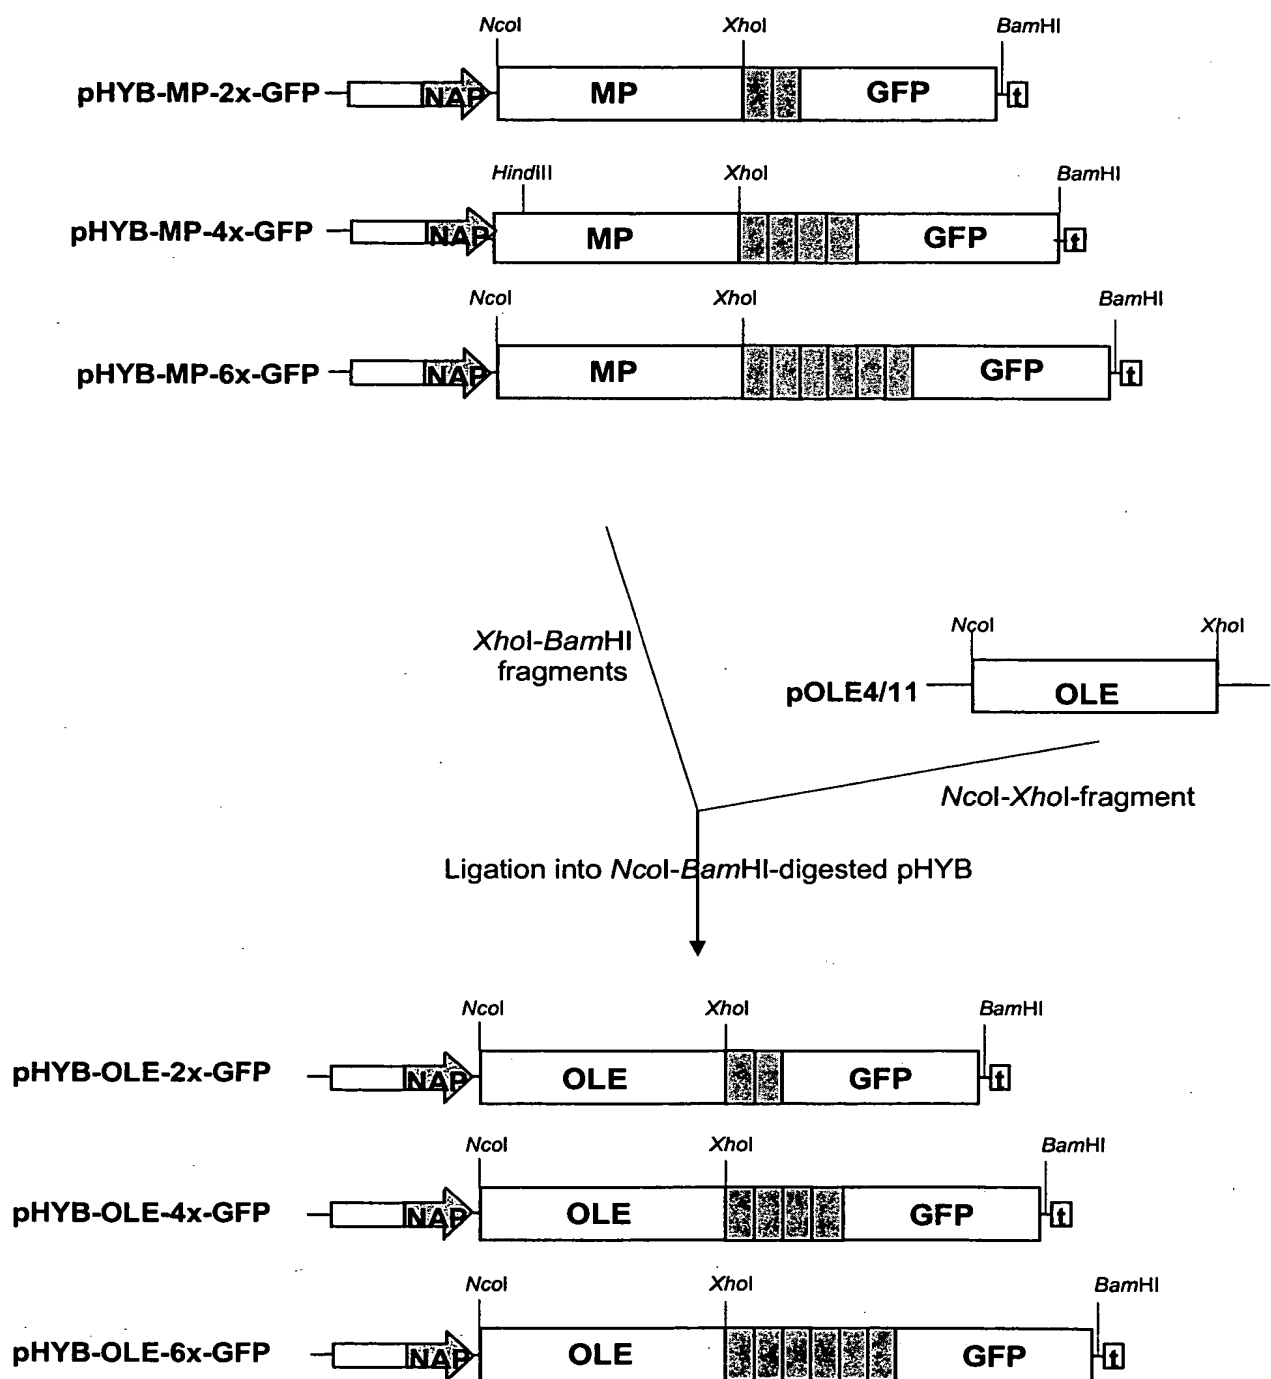 NcoI XhoI BamHI
pHYB-MP-2x-GFP NAP MP GFP t
HindIII XhoI BamHI
pHYB-MP-4x-GFP NAP MP GFP t
NcoI XhoI BamHI
pHYB-MP-6x-GFP NAP MP GFP t
XhoI-BamHI
fragments
NcoI XhoI
pOLE4/11 OLE
NcoI-XhoI-fragment
Ligation into NcoI-BamHI-digested pHYB
NcoI XhoI BamHI
pHYB-OLE-2x-GFP NAP OLE GFP t
NcoI XhoI BamHI
pHYB-OLE-4x-GFP NAP OLE GFP t
NcoI XhoI BamHI
pHYB-OLE-6x-GFP NAP OLE GFP t